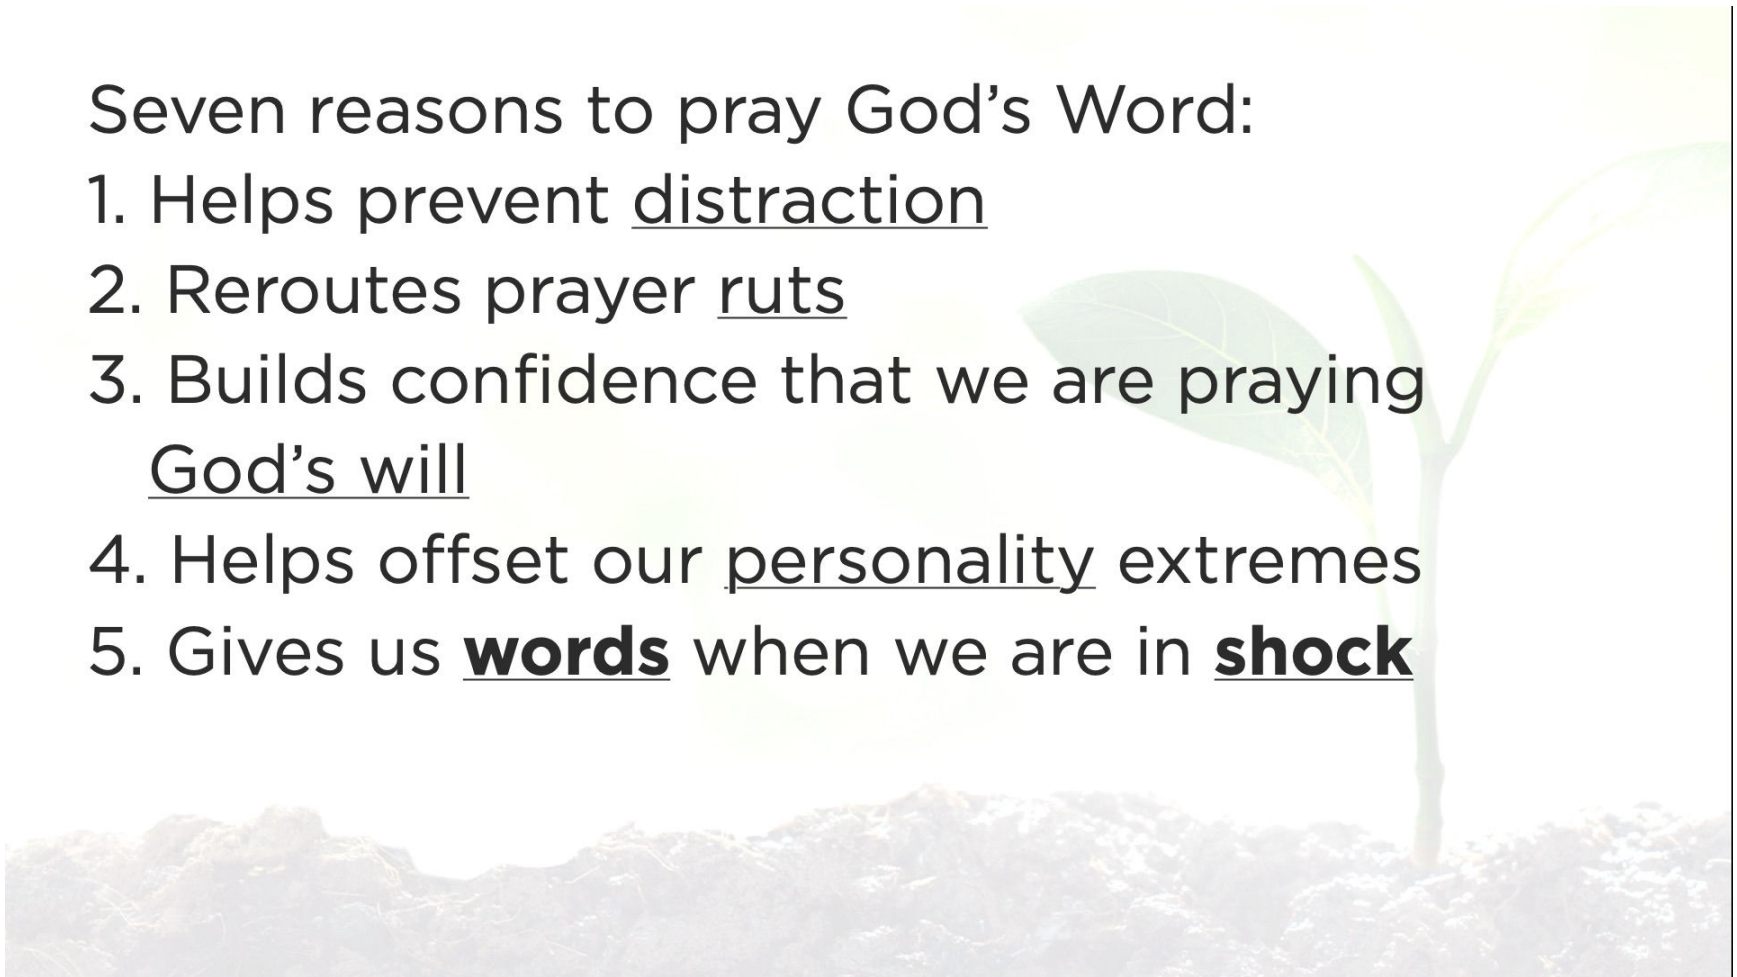 Seven reasons to pray God’s Word:
1. Helps prevent distraction
2. Reroutes prayer ruts
3. Builds confidence that we are praying
God’s will
4. Helps offset our personality extremes
5. Gives us words when we are in shock